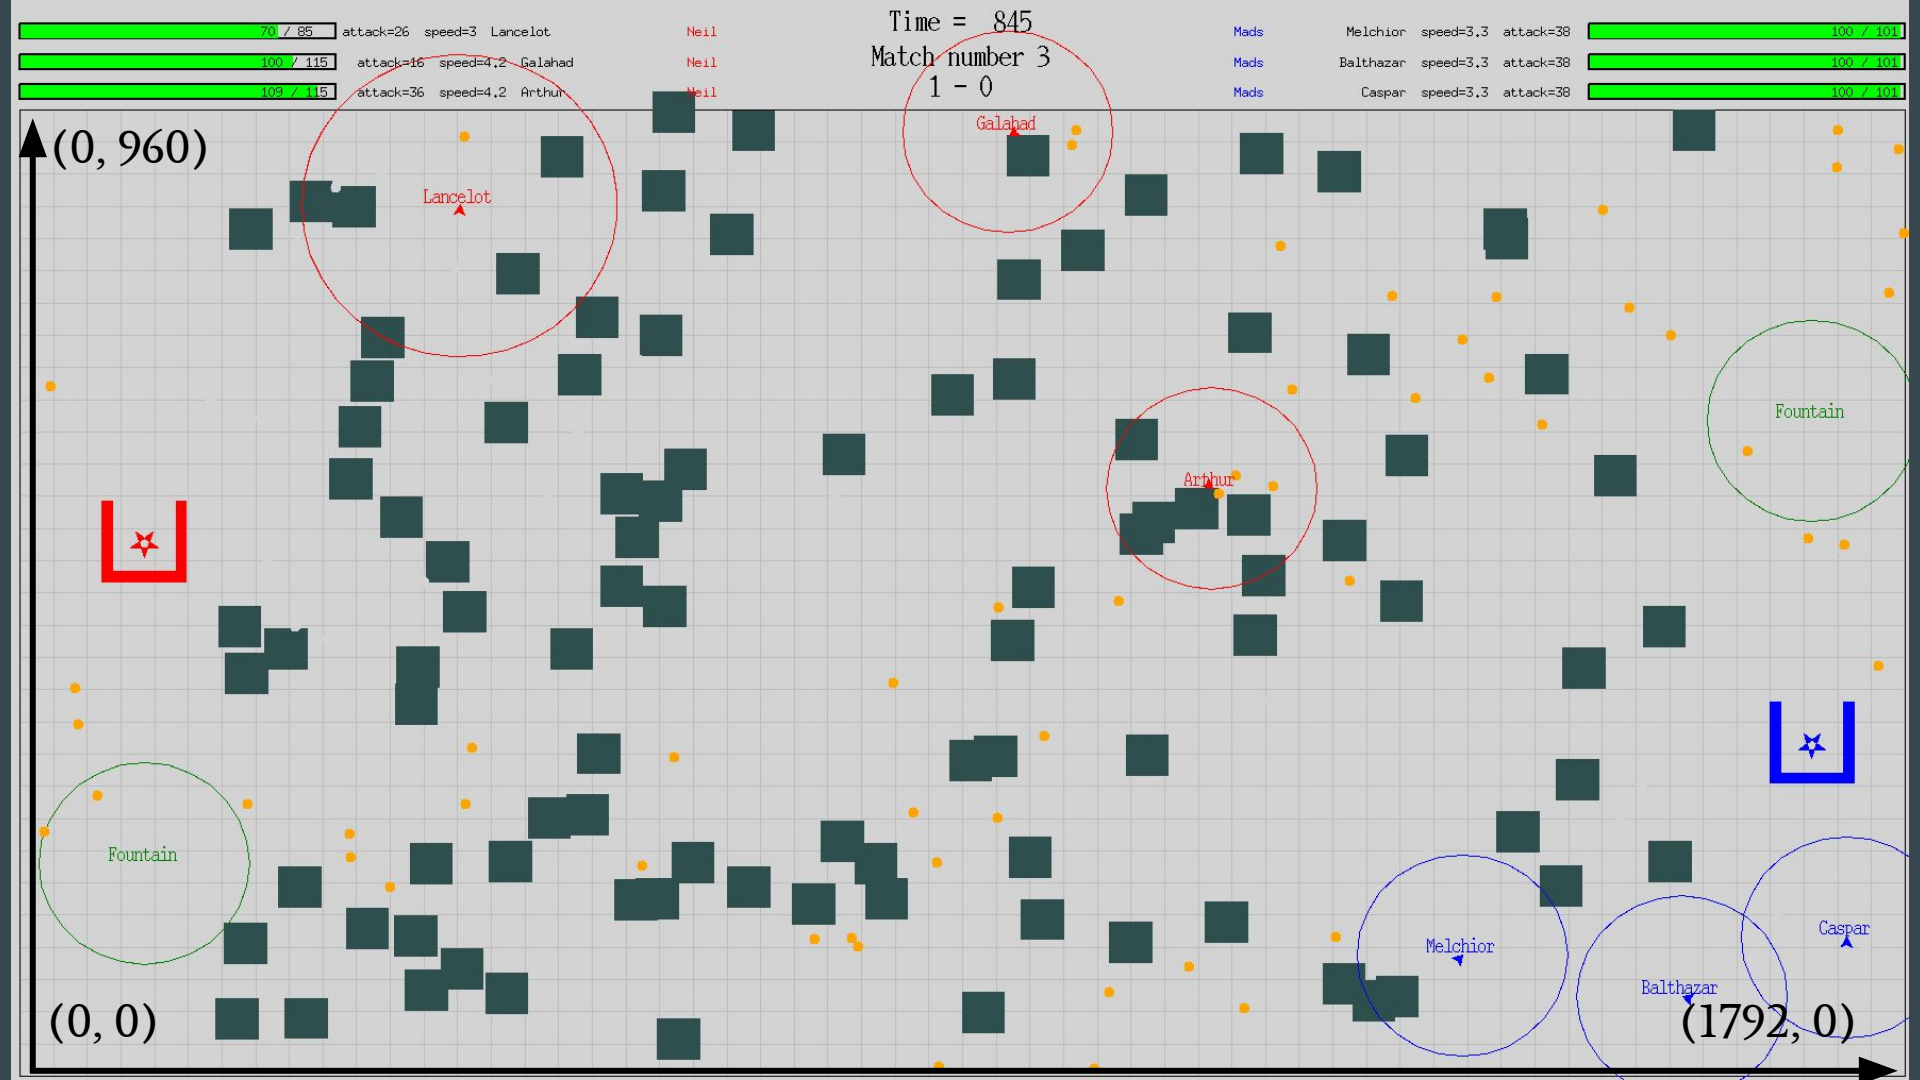 70 / 85 attack=26 speed=3 Lancelot Neil
100 / 115 attack=16 speed=4.2 Galahad Neil
109 / 115 attack=36 speed=4.2 Arthur Neil
Time = 845
Match number 3
1 - 0
Mads Melchior speed=3.3 attack=38 100 / 101
Mads Balthazar speed=3.3 attack=38 100 / 101
Mads Caspar speed=3.3 attack=38 100 / 101
(0, 960)
Galahad
Lancelot
Fountain
Arthur
Fountain
Caspar
Melchior
Balthazar
(0, 0)
(1792, 0)